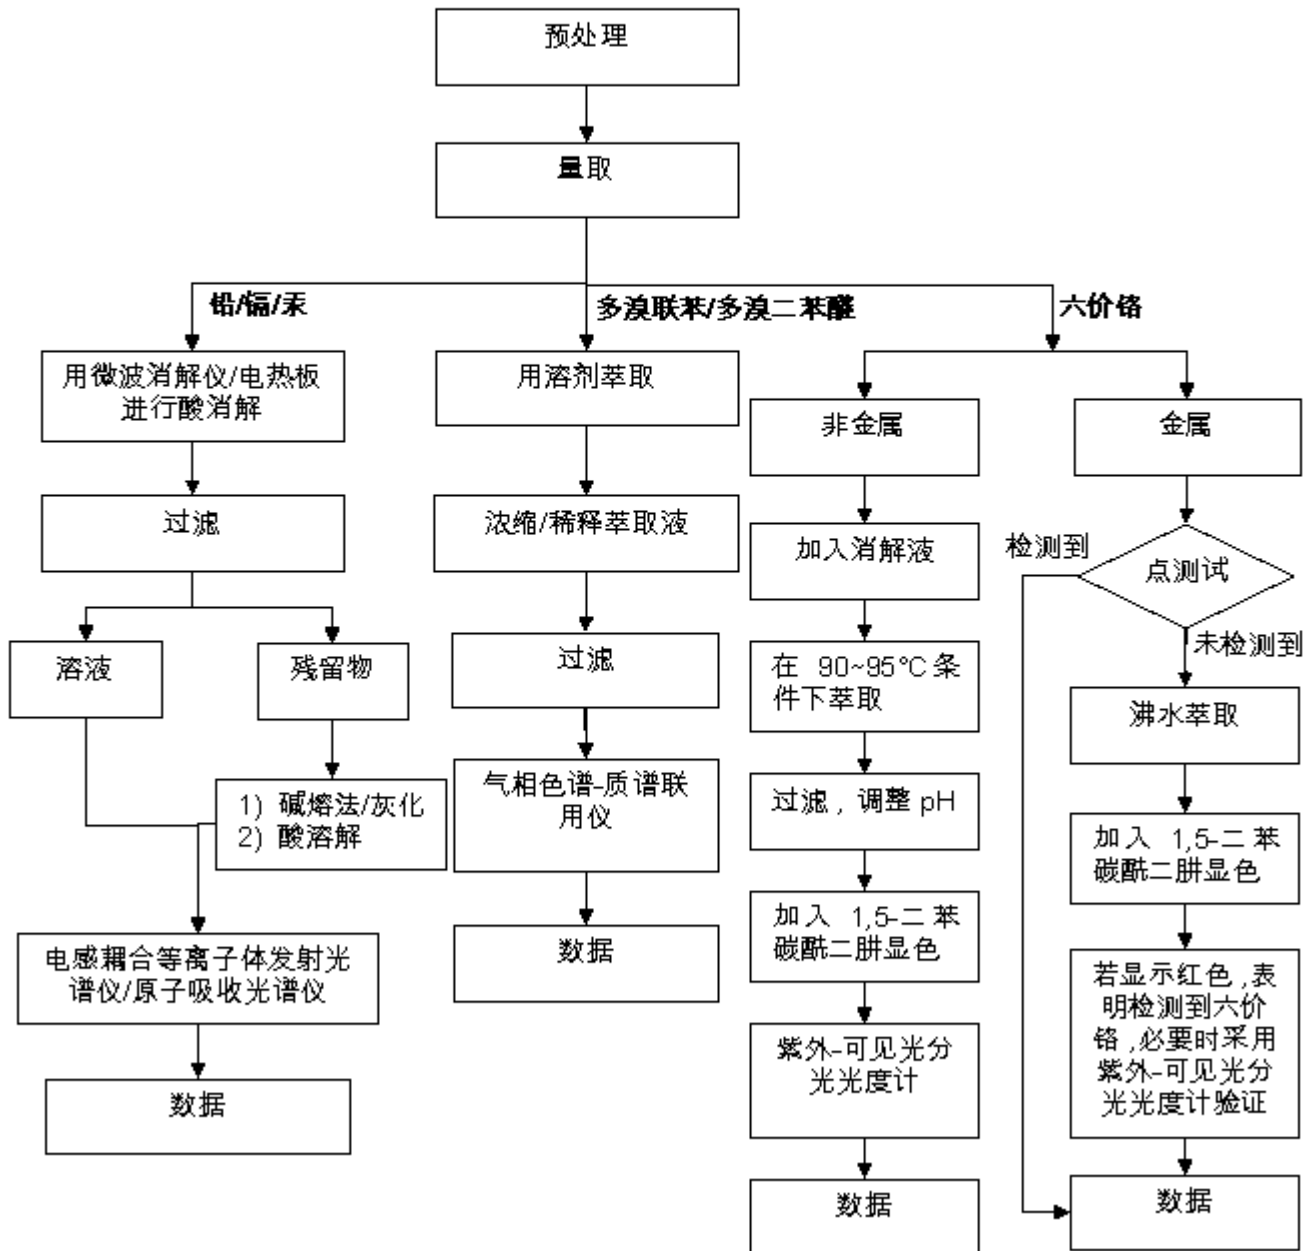 预处理
量取
铅/镉/汞
多溴联苯/多溴二苯醚
六价铬
用微波消解仪/电热板
进行酸消解
过滤
溶液
残留物
1) 碱熔法/灰化
2) 酸溶解
电感耦合等离子体发射光
谱仪/原子吸收光谱仪
数据
用溶剂萃取
浓缩/稀释萃取液
过滤
气相色谱-质谱联
用仪
数据
非金属
加入消解液
在 90~95°C 条
件下萃取
过滤, 调整 pH
加入 1,5-二苯
碳酰二肼显色
紫外-可见光分
光光度计
数据
金属
点测试
检测到
未检测到
沸水萃取
加入 1,5-二苯
碳酰二肼显色
若显示红色,表
明检测到六价
铬,必要时采用
紫外-可见光分
光光度计验证
数据